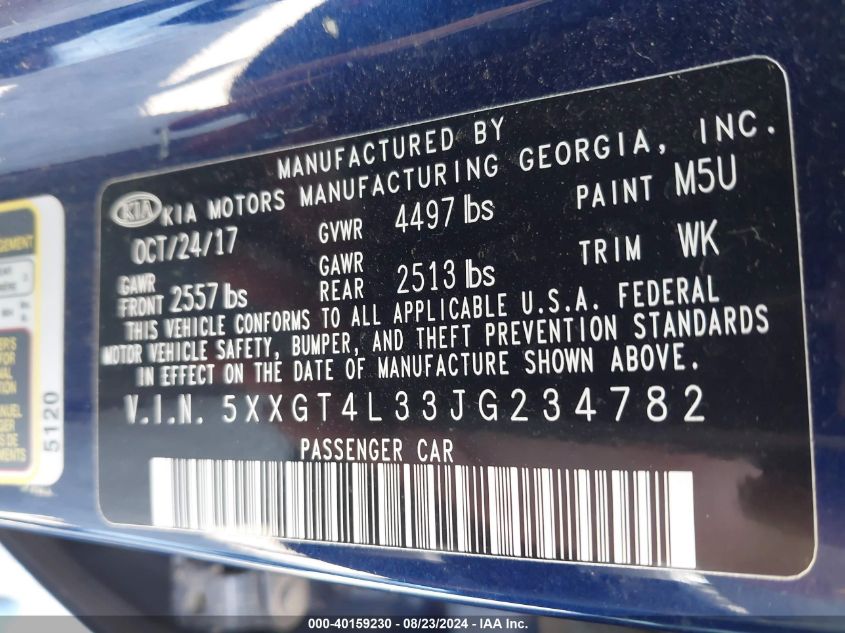 MANUFACTURED BY
KIA KIA MOTORS MANUFACTURING GEORGIA, INC.
OCT/24/17 GVWR 4497 lbs PAINT M5U
GAWR FRONT 2557 lbs GAWR REAR 2513 lbs TRIM WK
THIS VEHICLE CONFORMS TO ALL APPLICABLE U.S.A. FEDERAL
MOTOR VEHICLE SAFETY, BUMPER, AND THEFT PREVENTION STANDARDS
IN EFFECT ON THE DATE OF MANUFACTURE SHOWN ABOVE.
V.I.N. 5XXGT4L33JG234782
PASSENGER CAR
5120
000-40159230 - 08/23/2024 - IAA Inc.